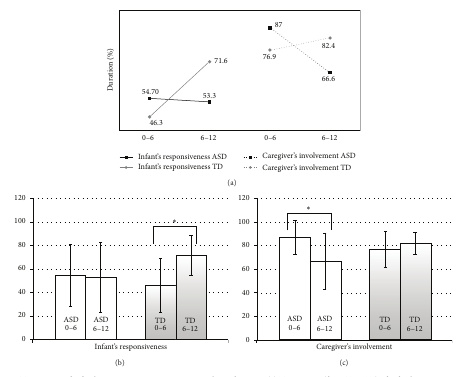 Duration (%)
54.70
53.3
46.3
71.6
87
76.9
82.4
66.6
0–6
6–12
0–6
6–12
Infant's responsiveness ASD
Infant's responsiveness TD
Caregiver's involvement ASD
Caregiver's involvement TD
(a)
120
100
80
60
40
20
0
*
ASD
0–6
ASD
6–12
TD
0–6
TD
6–12
Infant's responsiveness
(b)
120
100
80
60
40
20
0
*
ASD
0–6
ASD
6–12
TD
0–6
TD
6–12
Caregiver's involvement
(c)